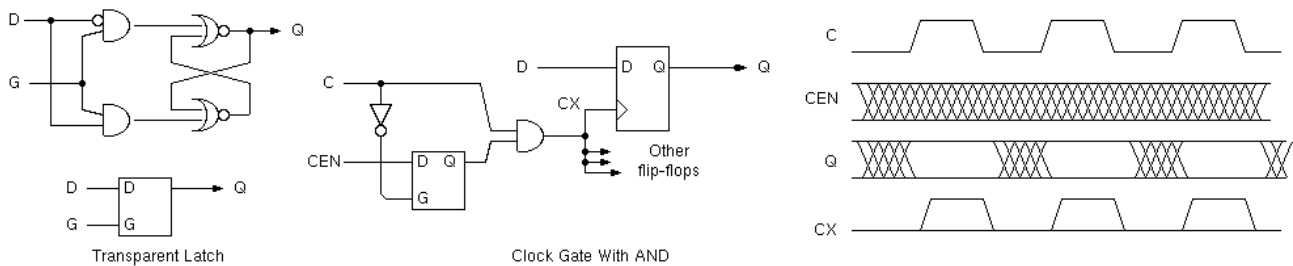 D
G
Q
D
D
Q
G
G
Transparent Latch
C
CEN
D
Q
G
CX
D
D
Q
Q
Other
flip-flops
Clock Gate With AND
C
CEN
Q
CX